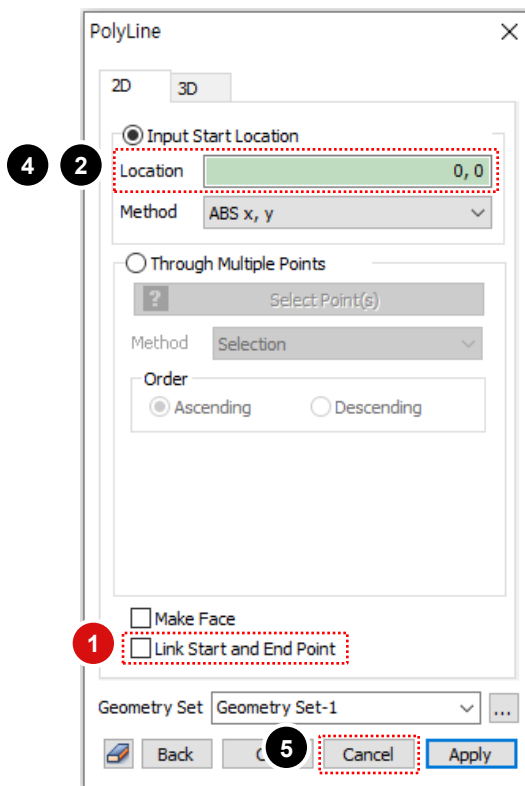 PolyLine
2D 3D
Input Start Location
4 2 Location 0, 0
Method ABS x, y
Through Multiple Points
? Select Point(s)
Method Selection
Order
Ascending Descending
Make Face
1 Link Start and End Point
Geometry Set Geometry Set-1 ...
Back 5 Cancel Apply